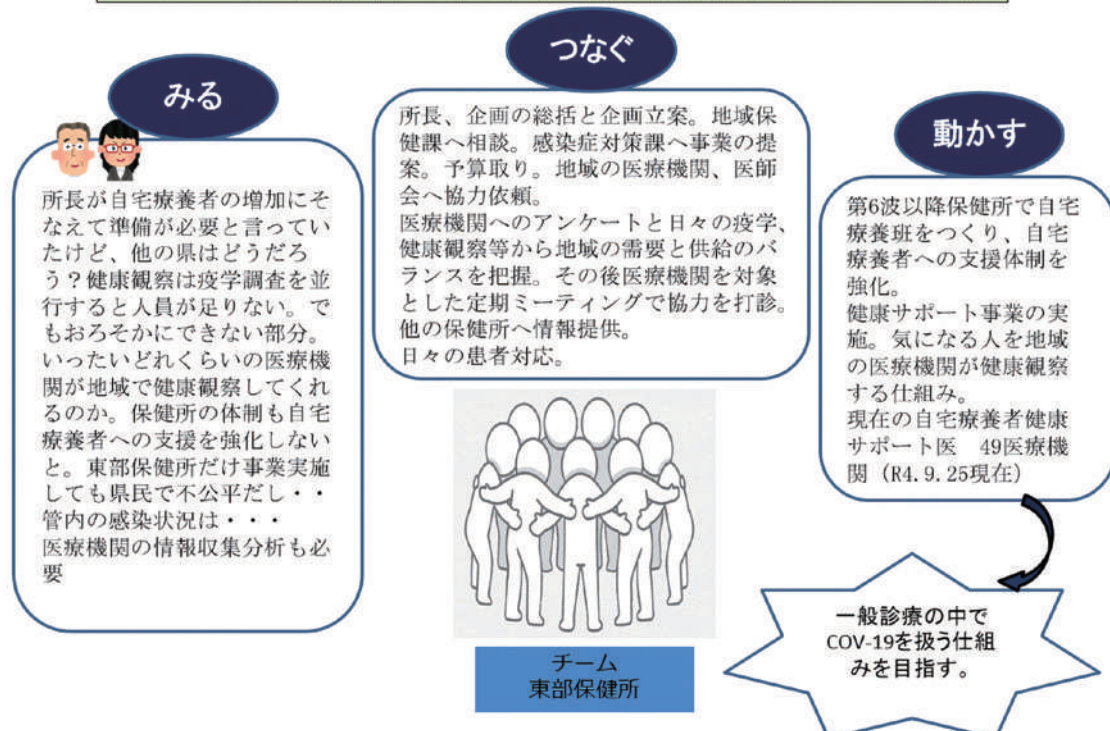 みる
所長が自宅療養者の増加にそ
なえて準備が必要と言ってい
たけど、他の県はどうだろ
う？健康観察は疫学調査を並
行すると人員が足りない。で
もおろそかにできない部分。
いったいどれくらいの医療機
関が地域で健康観察してくれ
るのか。保健所の体制も自宅
療養者への支援を強化しない
と。東部保健所だけ事業実施
しても県民で不公平だし・・
管内の感染状況は・・・
医療機関の情報収集分析も必
要
つなぐ
所長、企画の総括と企画立案。地域保
健課へ相談。感染症対策課へ事業の提
案。予算取り。地域の医療機関、医師
会へ協力依頼。
医療機関へのアンケートと日々の疫学、
健康観察等から地域の需要と供給のバ
ランスを把握。その後医療機関を対象
とした定期ミーティングで協力を打診。
他の保健所へ情報提供。
日々の患者対応。
チーム
東部保健所
動かす
第6波以降保健所で自宅
療養班をつくり、自宅
療養者への支援体制を
強化。
健康サポート事業の実
施。気になる人を地域
の医療機関が健康観察
する仕組み。
現在の自宅療養者健康
サポート医　49医療機
関（R4.9.25現在）
一般診療の中で
COV-19を扱う仕組
みを目指す。